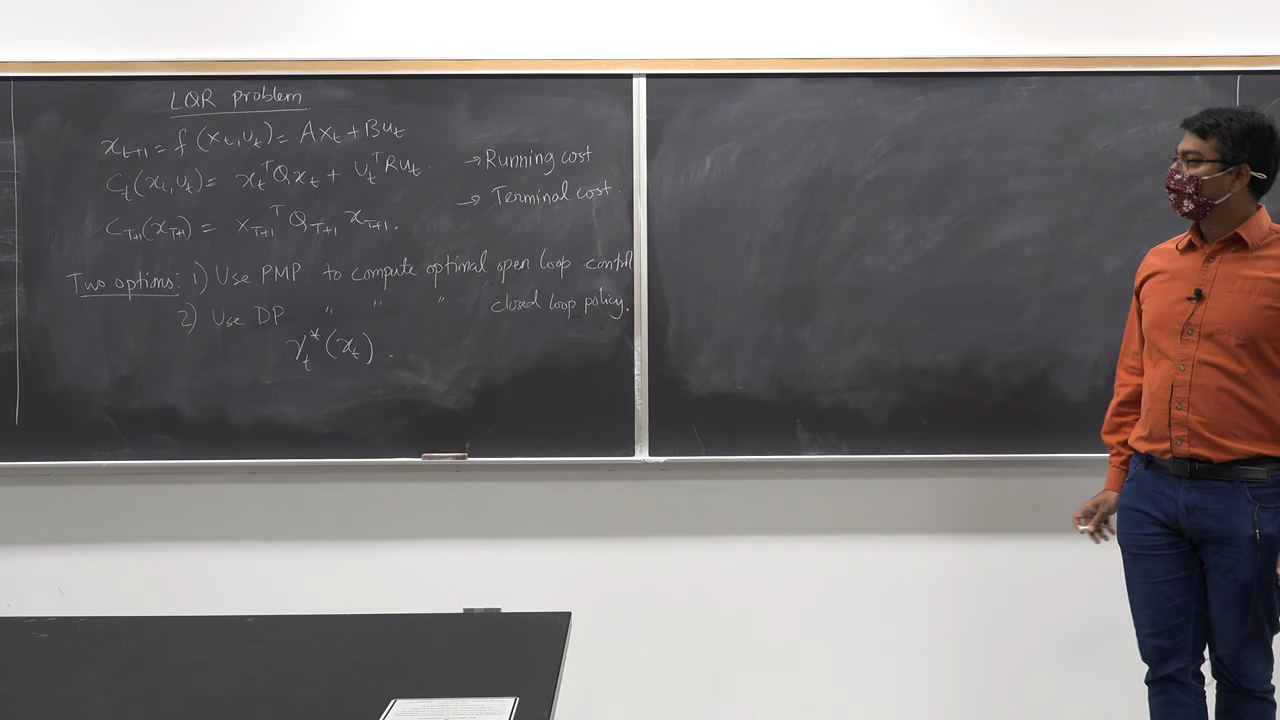 LQR problem
x_{t+1} = f(x_t, u_t) = Ax_t + Bu_t
C_t(x_t, u_t) = x_t^T Q x_t + u_t^T R u_t. → Running cost
C_{T+1}(x_{T+1}) = x_{T+1}^T Q_{T+1} x_{T+1}. → Terminal cost.
Two options: 1) Use PMP to compute optimal open loop control
2) Use DP " " " closed loop policy.
γ_t^*(x_t).